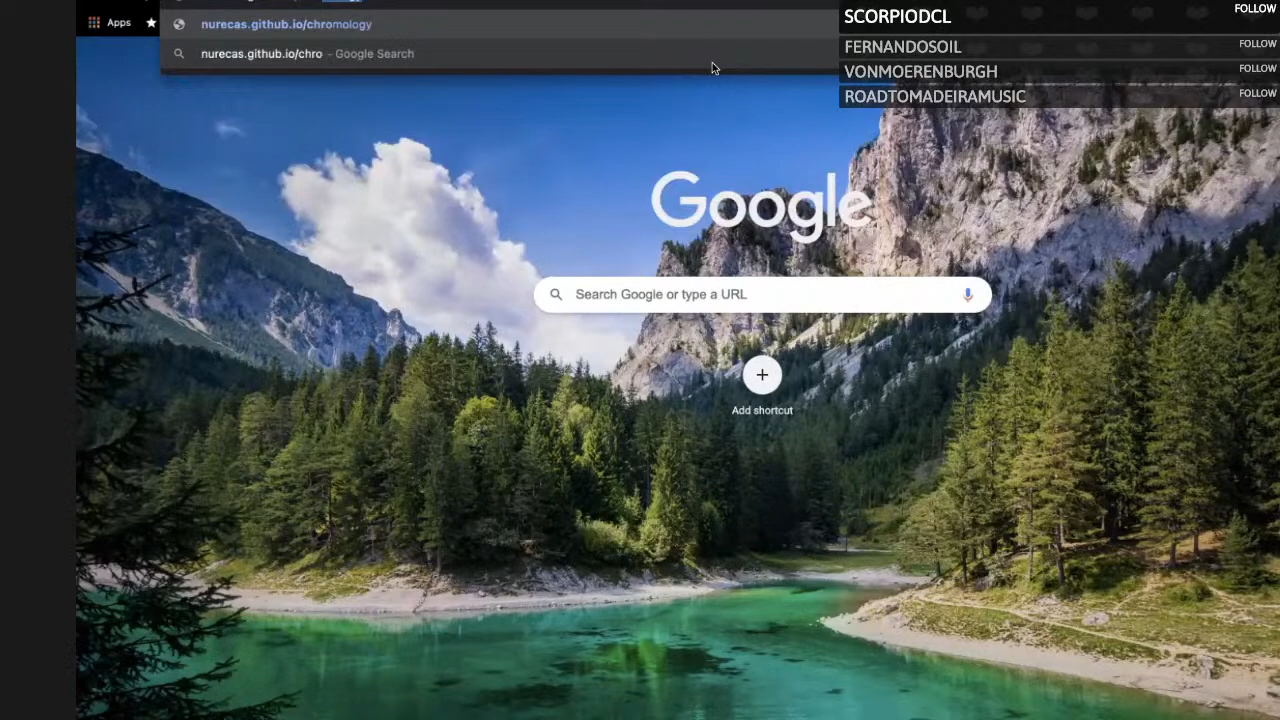 Apps
nurecas.github.io/chromology
nurecas.github.io/chro - Google Search
SCORPIODCL FOLLOW
FERNANDOSOIL FOLLOW
VONMOERENBURGH FOLLOW
ROADTOMADEIRAMUSIC FOLLOW
Google
Search Google or type a URL
Add shortcut